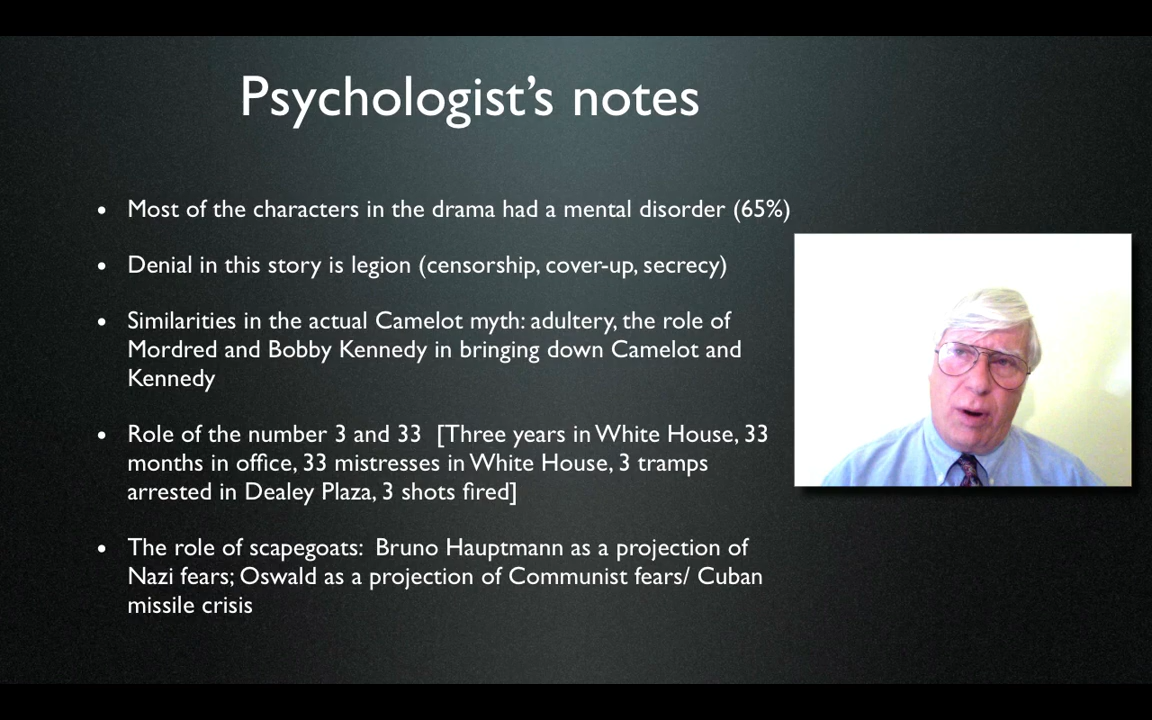 Psychologist's notes
• Most of the characters in the drama had a mental disorder (65%)
• Denial in this story is legion (censorship, cover-up, secrecy)
• Similarities in the actual Camelot myth: adultery, the role of
Mordred and Bobby Kennedy in bringing down Camelot and
Kennedy
• Role of the number 3 and 33 [Three years in White House, 33
months in office, 33 mistresses in White House, 3 tramps
arrested in Dealey Plaza, 3 shots fired]
• The role of scapegoats: Bruno Hauptmann as a projection of
Nazi fears; Oswald as a projection of Communist fears/ Cuban
missile crisis